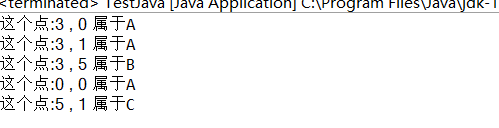 <terminated> TestJava [Java Application] C:\Program Files\Java\jdk-1
这个点:3 , 0 属于A
这个点:3 , 1 属于A
这个点:3 , 5 属于B
这个点:0 , 0 属于A
这个点:5 , 1 属于C